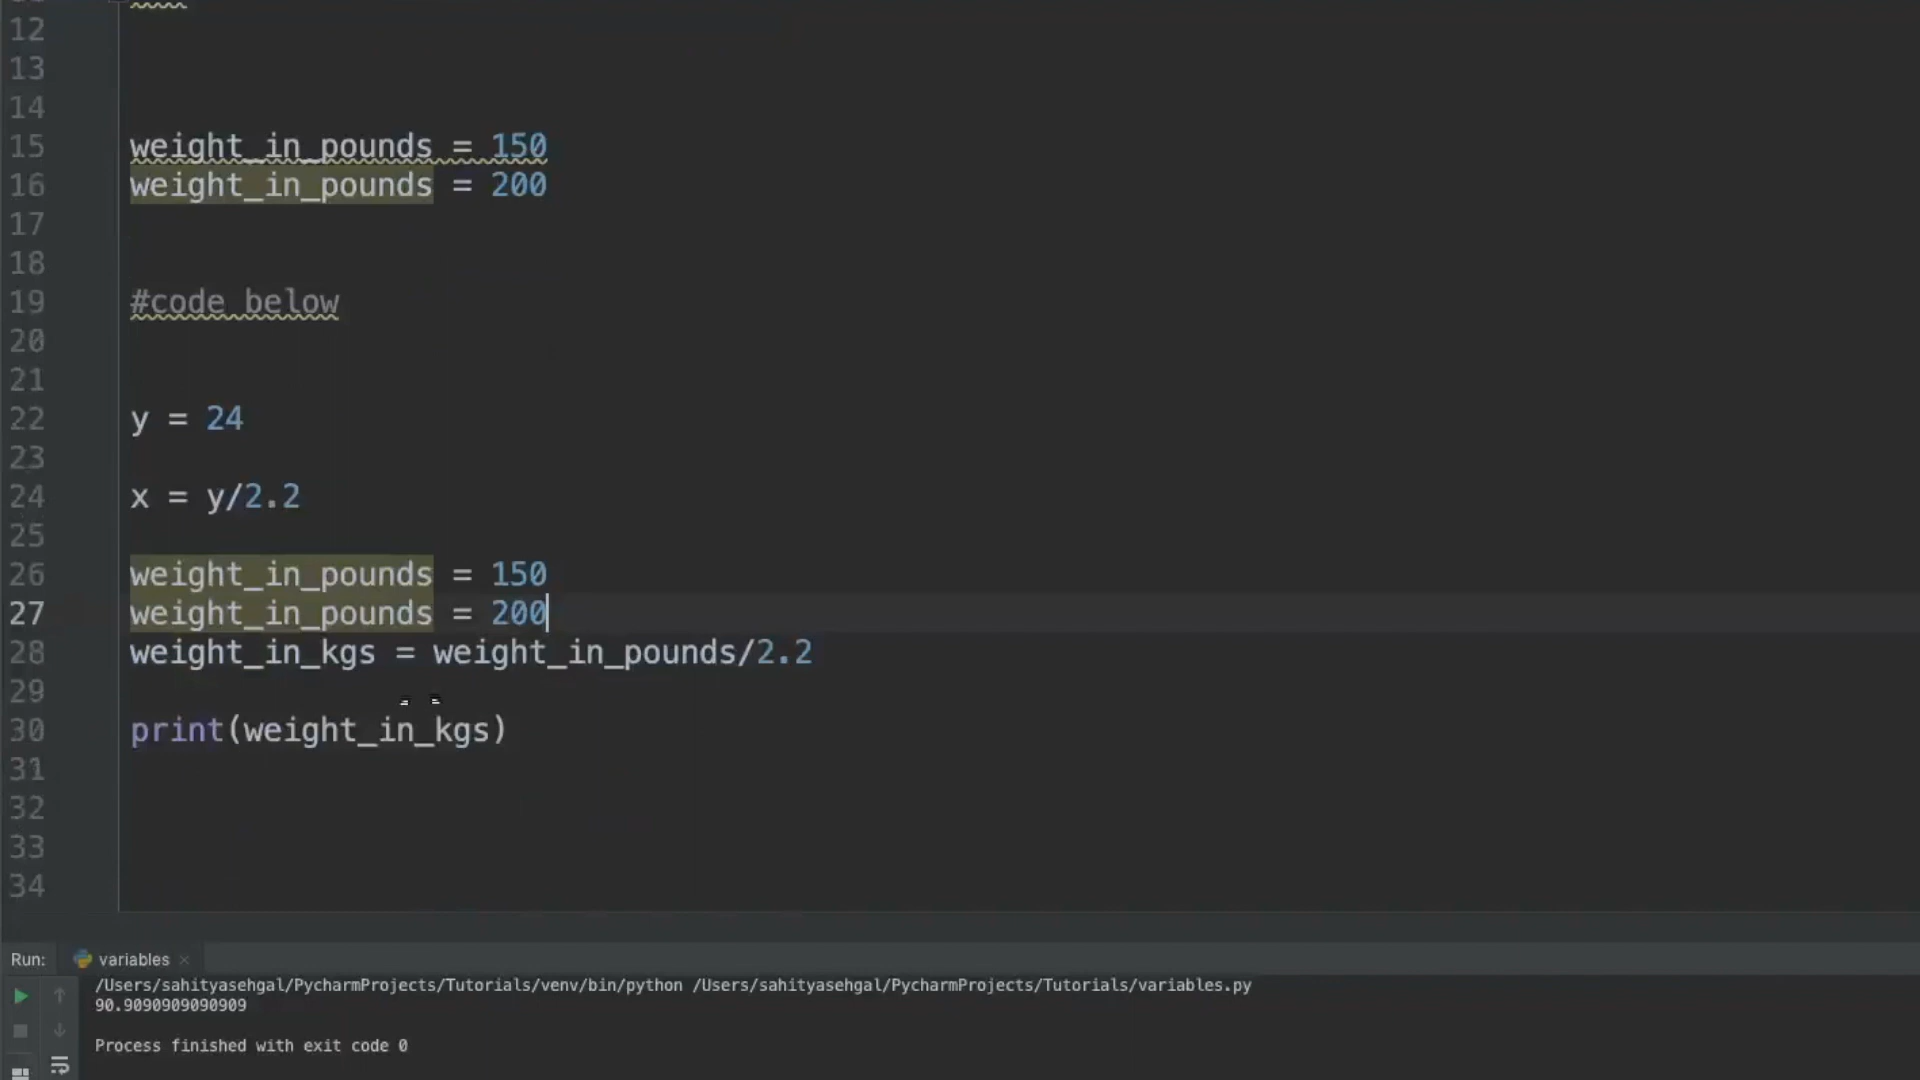 12
13
14
15 weight_in_pounds = 150
16 weight_in_pounds = 200
17
18
19 #code below
20
21
22 y = 24
23
24 x = y/2.2
25
26 weight_in_pounds = 150
27 weight_in_pounds = 200
28 weight_in_kgs = weight_in_pounds/2.2
29
30 print(weight_in_kgs)
31
32
33
34
Run: variables
/Users/sahityasehgal/PycharmProjects/Tutorials/venv/bin/python /Users/sahityasehgal/PycharmProjects/Tutorials/variables.py
90.9090909090909
Process finished with exit code 0